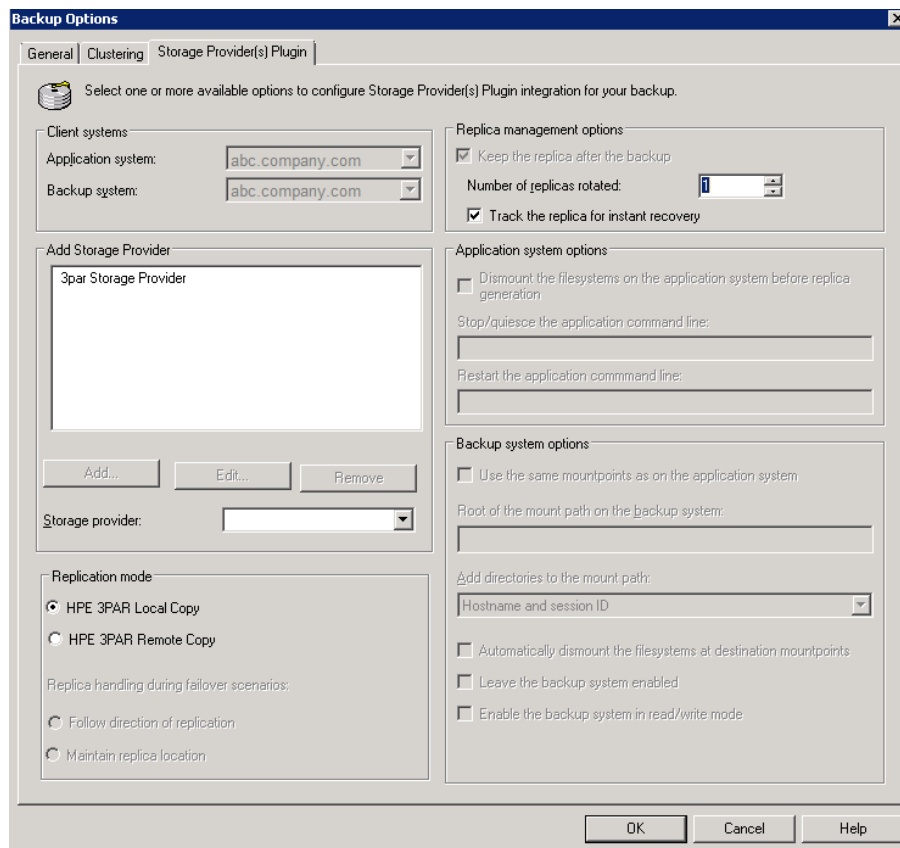 Backup Options
General
Clustering
Storage Provider(s) Plugin
Select one or more available options to configure Storage Provider(s) Plugin integration for your backup.
Client systems
Application system:
abc.company.com
Backup system:
abc.company.com
Add Storage Provider
3par Storage Provider
Add...
Edit...
Remove
Storage provider:
Replication mode
HPE 3PAR Local Copy
HPE 3PAR Remote Copy
Replica handling during failover scenarios:
Follow direction of replication
Maintain replica location
Replica management options
Keep the replica after the backup
Number of replicas rotated:
1
Track the replica for instant recovery
Application system options
Dismount the filesystems on the application system before replica
generation
Stop/quiesce the application command line:
Restart the application commmand line:
Backup system options
Use the same mountpoints as on the application system
Root of the mount path on the backup system:
Add directories to the mount path:
Hostname and session ID
Automatically dismount the filesystems at destination mountpoints
Leave the backup system enabled
Enable the backup system in read/write mode
OK
Cancel
Help